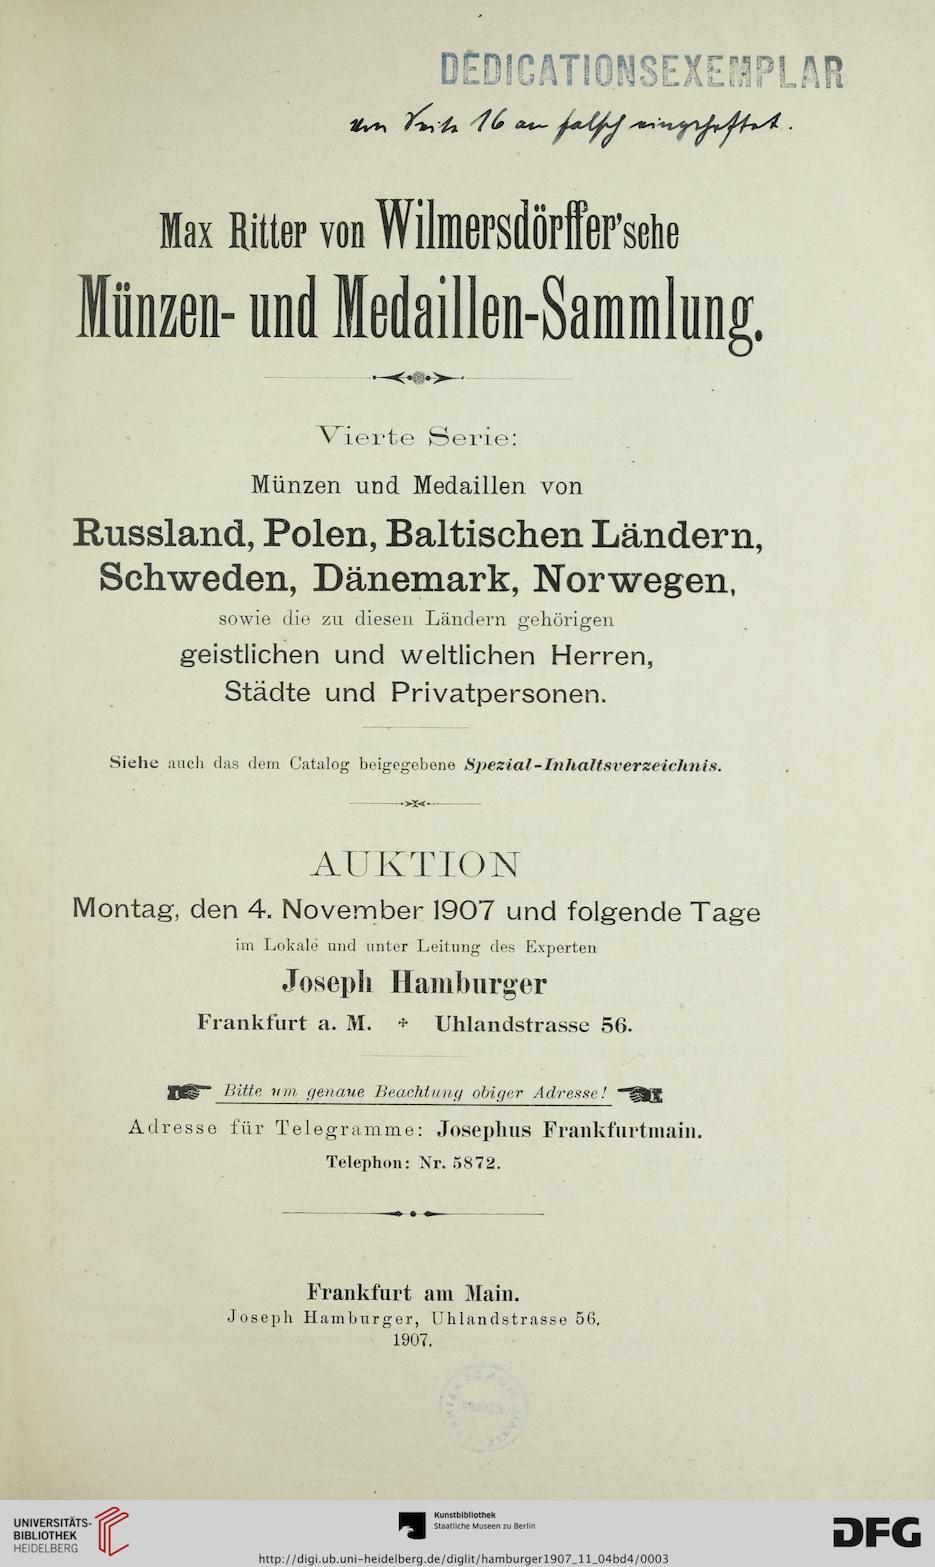 DEDICATIONSEXEMPLAR
von Seite 16 an falsch eingeheftet.
Max Ritter von Wilmersdörffer'sche
Münzen- und Medaillen-Sammlung.
Vierte Serie:
Münzen und Medaillen von
Russland, Polen, Baltischen Ländern,
Schweden, Dänemark, Norwegen,
sowie die zu diesen Ländern gehörigen
geistlichen und weltlichen Herren,
Städte und Privatpersonen.
Siehe auch das dem Catalog beigegebene Spezial-Inhaltsverzeichnis.
AUKTION
Montag, den 4. November 1907 und folgende Tage
im Lokale und unter Leitung des Experten
Joseph Hamburger
Frankfurt a. M. Uhlandstrasse 56.
Bitte um genaue Beachtung obiger Adresse!
Adresse für Telegramme: Josephus Frankfurtmain.
Telephon: Nr. 5872.
Frankfurt am Main.
Joseph Hamburger, Uhlandstrasse 56.
1907.
UNIVERSITÄTS-
BIBLIOTHEK
HEIDELBERG
Kunstbibliothek
Staatliche Museen zu Berlin
DFG
http://digi.ub.uni-heidelberg.de/diglit/hamburger1907_11_04bd4/0003